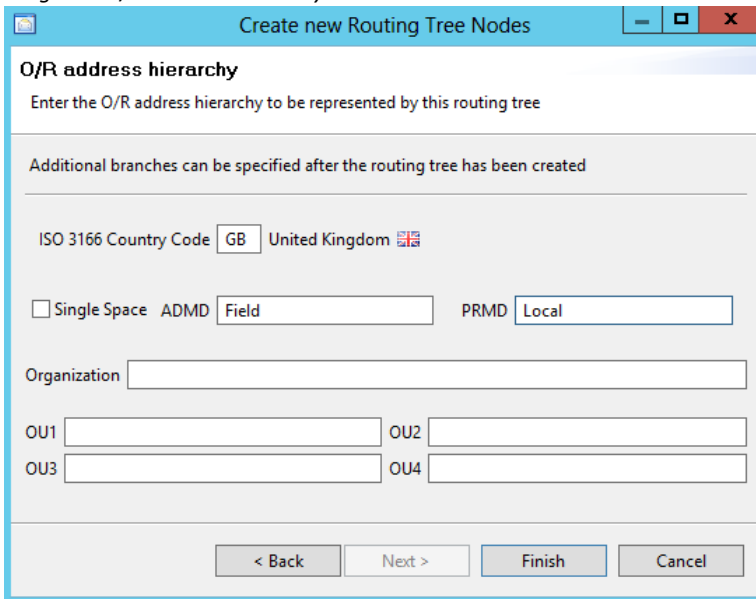 Create new Routing Tree Nodes
O/R address hierarchy
Enter the O/R address hierarchy to be represented by this routing tree
Additional branches can be specified after the routing tree has been created
ISO 3166 Country Code GB United Kingdom
Single Space ADMD Field PRMD Local
Organization
OU1 OU2
OU3 OU4
< Back Next > Finish Cancel